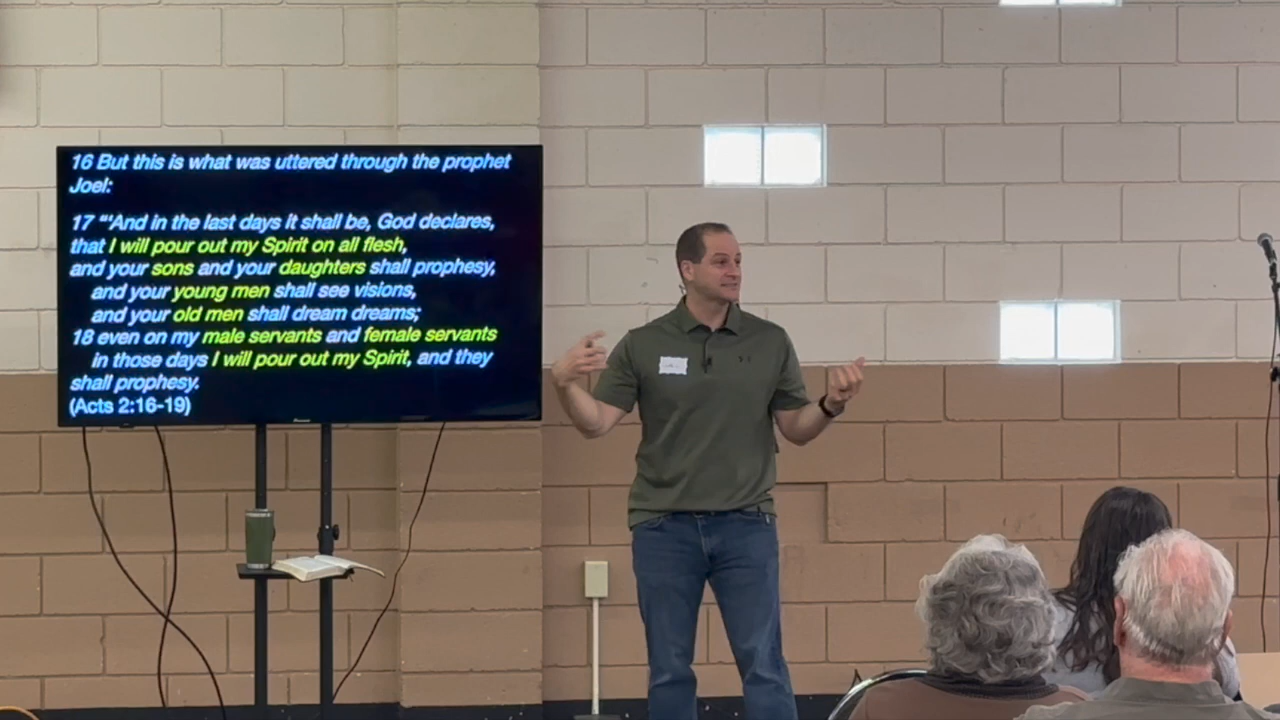 16 But this is what was uttered through the prophet
Joel:
17 "'And in the last days it shall be, God declares,
that I will pour out my Spirit on all flesh,
and your sons and your daughters shall prophesy,
and your young men shall see visions,
and your old men shall dream dreams;
18 even on my male servants and female servants
in those days I will pour out my Spirit, and they
shall prophesy.
(Acts 2:16-19)